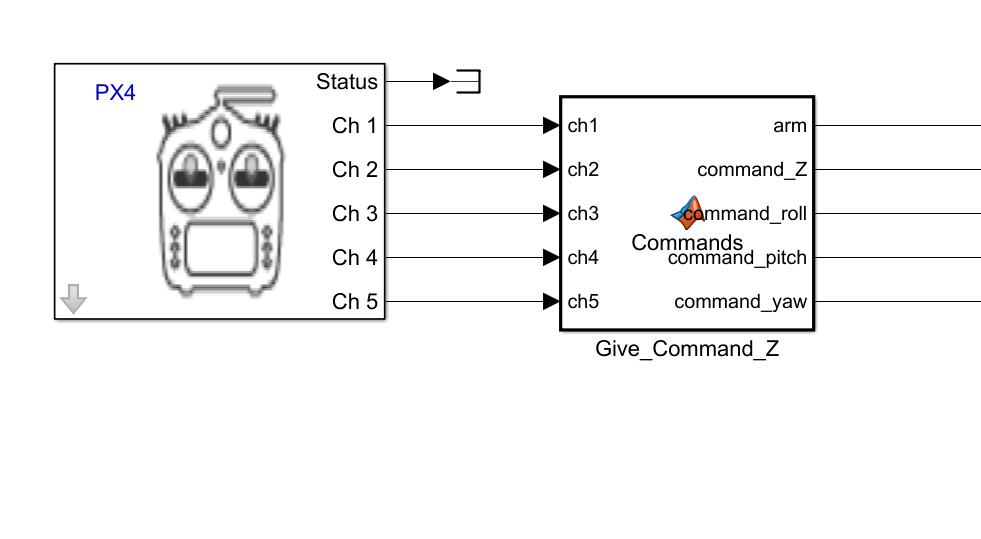 PX4
Status
Ch 1
Ch 2
Ch 3
Ch 4
Ch 5
ch1
ch2
ch3
ch4
ch5
Commands
arm
command_Z
command_roll
command_pitch
command_yaw
Give_Command_Z